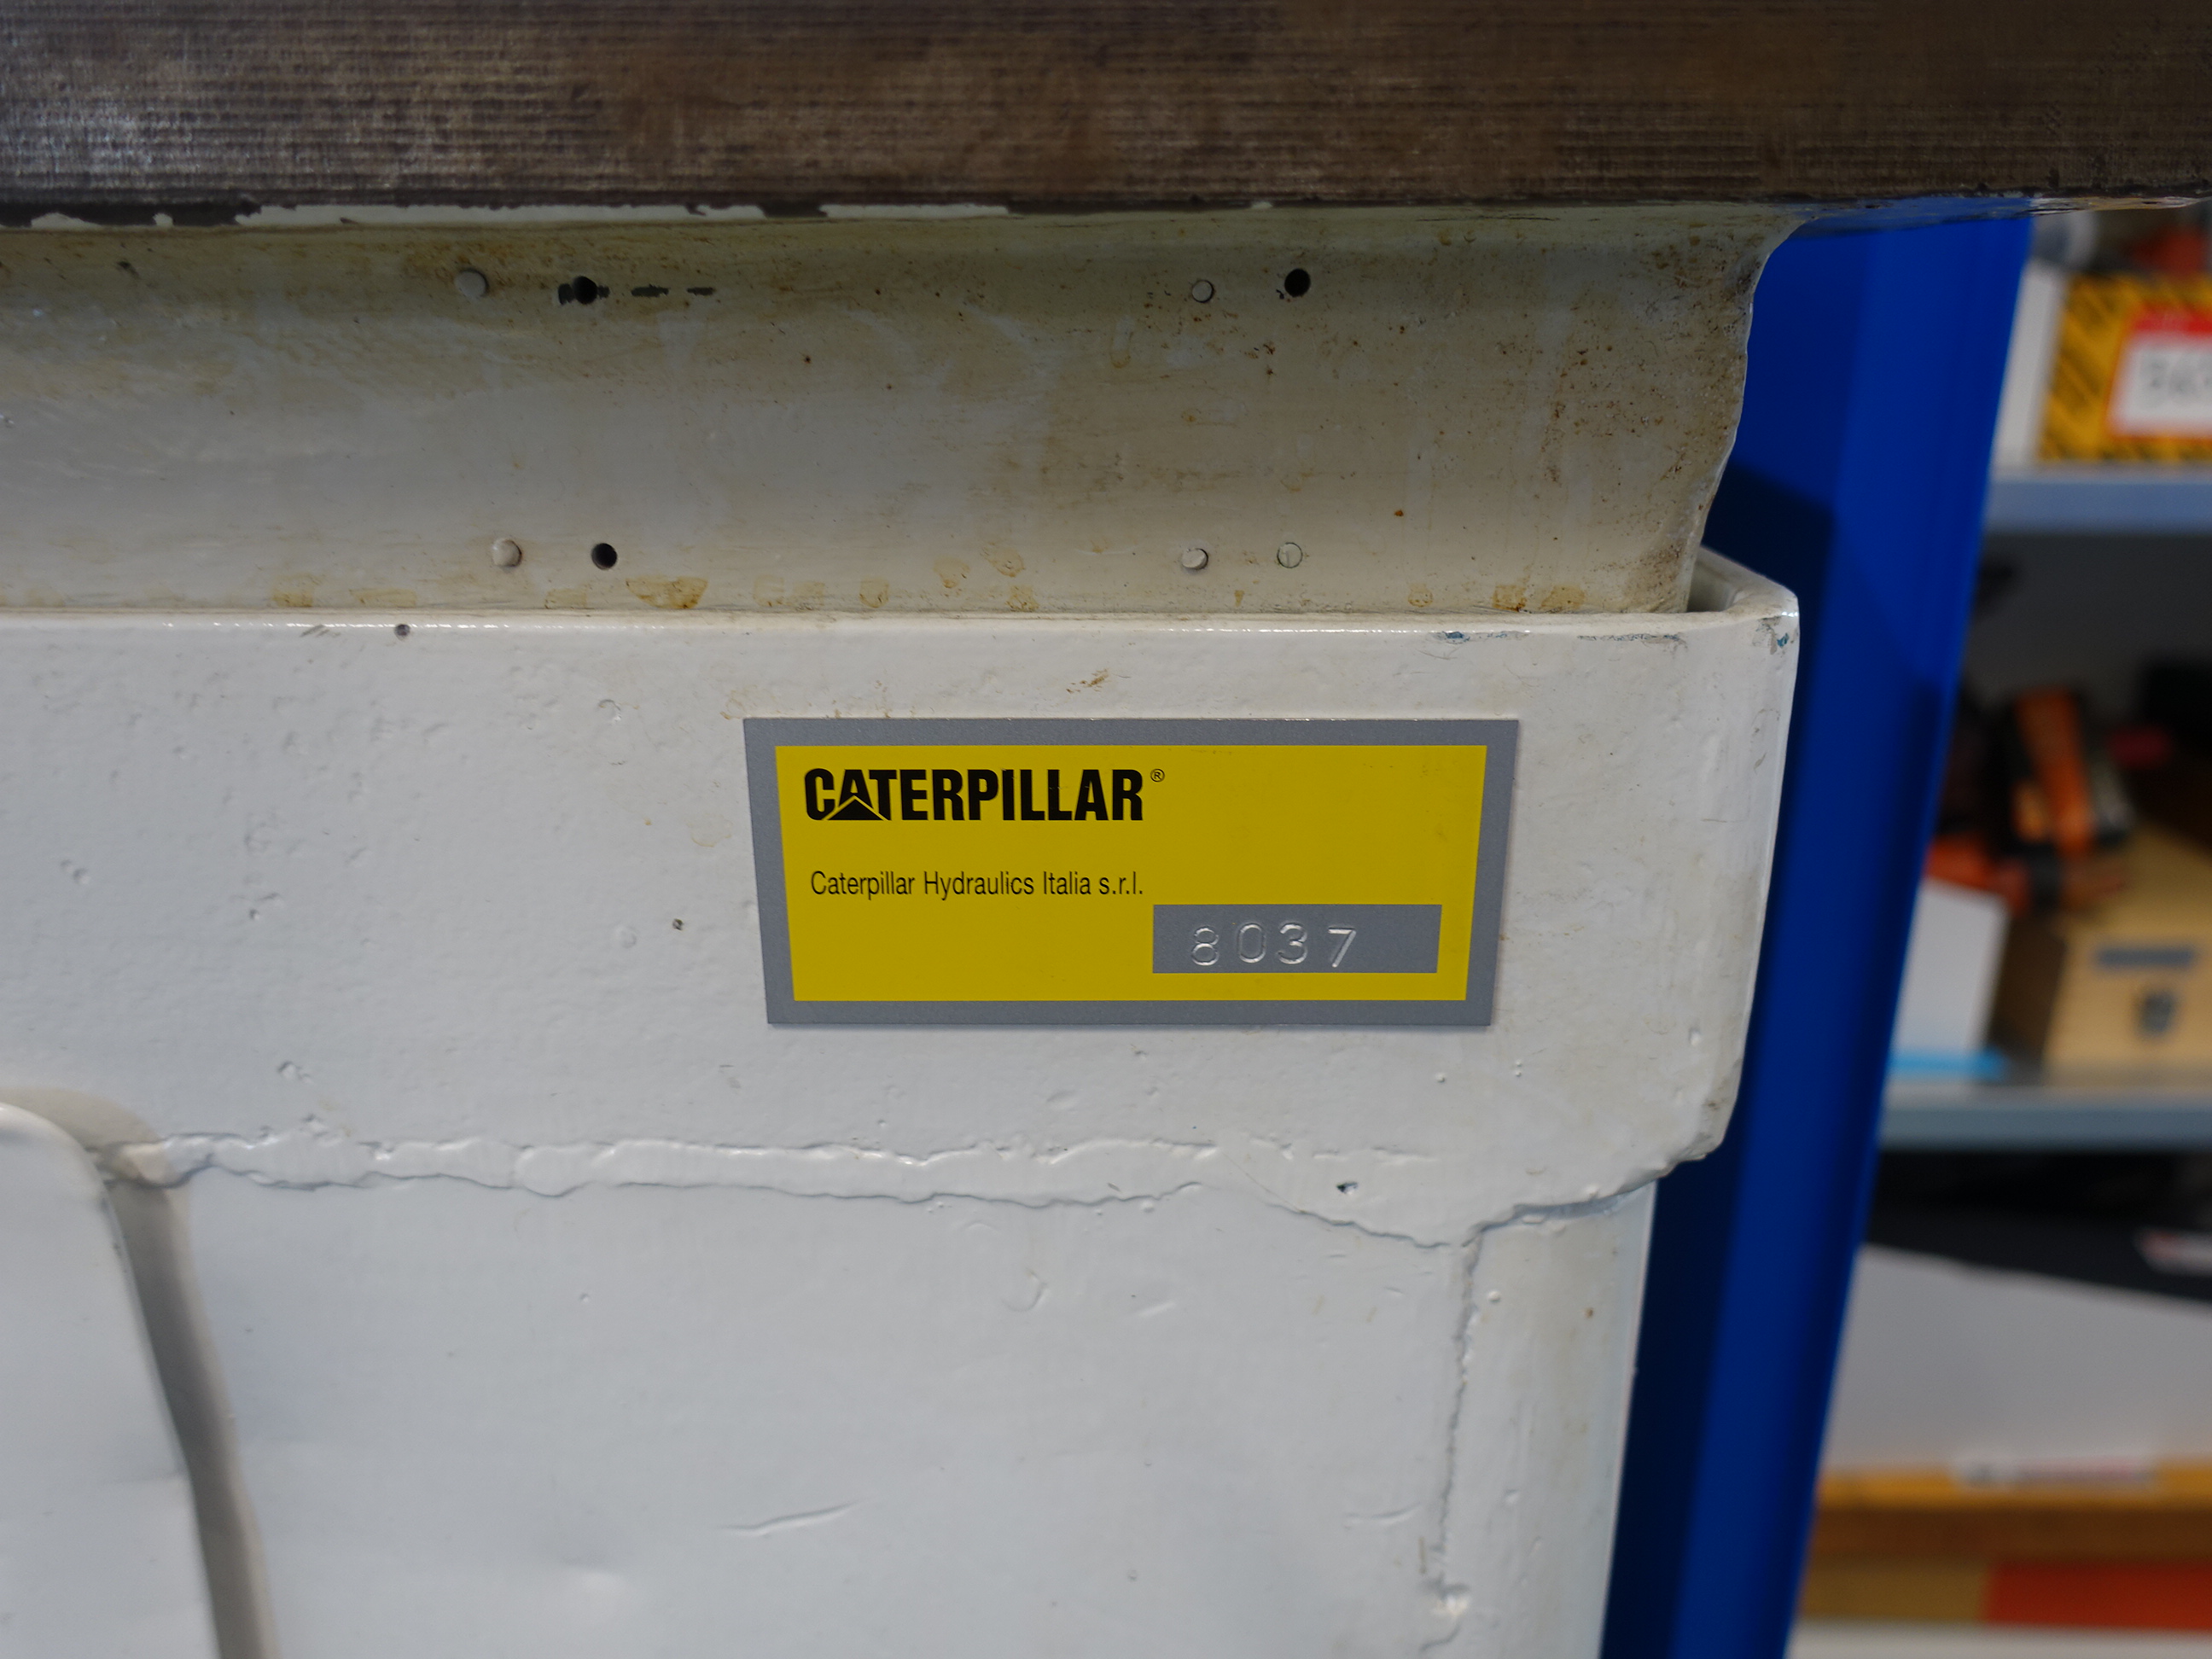 CATERPILLAR®
Caterpillar Hydraulics Italia s.r.l.
8037